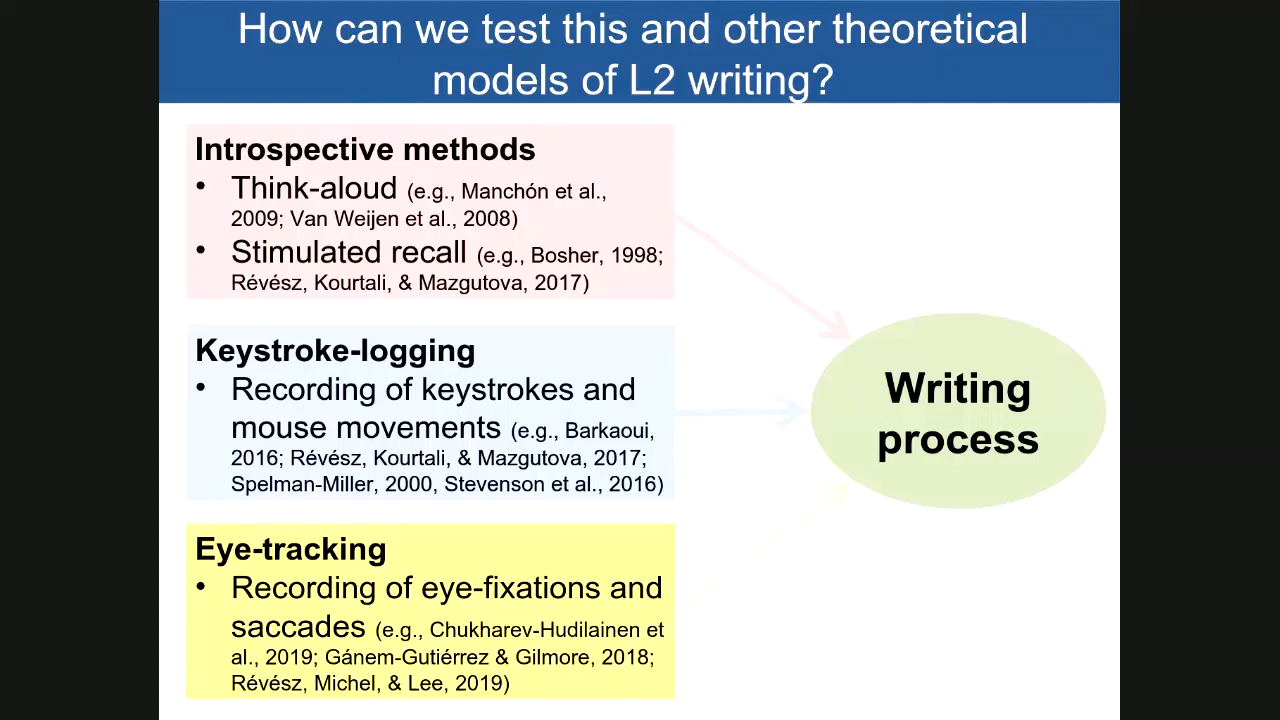 How can we test this and other theoretical
models of L2 writing?
Introspective methods
• Think-aloud (e.g., Manchón et al.,
2009; Van Weijen et al., 2008)
• Stimulated recall (e.g., Bosher, 1998;
Révész, Kourtali, & Mazgutova, 2017)
Keystroke-logging
• Recording of keystrokes and
mouse movements (e.g., Barkaoui,
2016; Révész, Kourtali, & Mazgutova, 2017;
Spelman-Miller, 2000, Stevenson et al., 2016)
Eye-tracking
• Recording of eye-fixations and
saccades (e.g., Chukharev-Hudilainen et
al., 2019; Gánem-Gutiérrez & Gilmore, 2018;
Révész, Michel, & Lee, 2019)
Writing
process